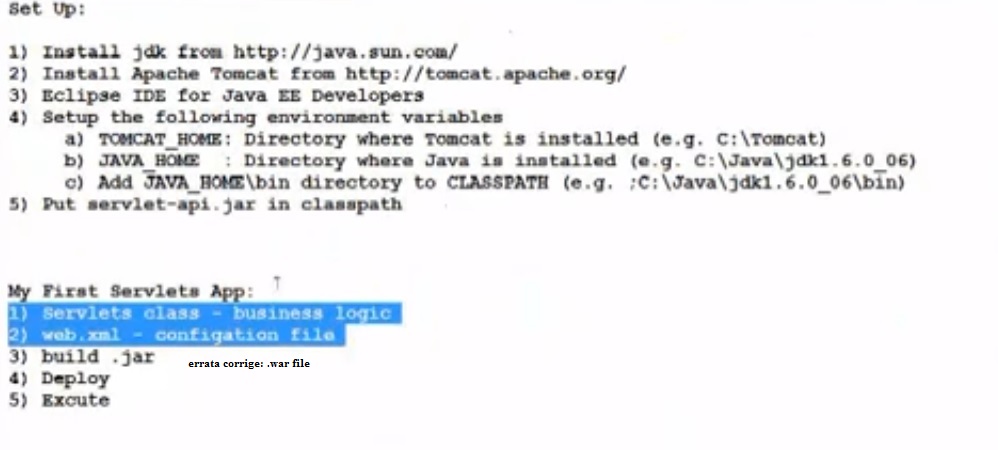 Set Up:
1) Install jdk from http://java.sun.com/
2) Install Apache Tomcat from http://tomcat.apache.org/
3) Eclipse IDE for Java EE Developers
4) Setup the following environment variables
a) TOMCAT_HOME: Directory where Tomcat is installed (e.g. C:\Tomcat)
b) JAVA_HOME : Directory where Java is installed (e.g. C:\Java\jdk1.6.0_06)
c) Add JAVA_HOME\bin directory to CLASSPATH (e.g. ;C:\Java\jdk1.6.0_06\bin)
5) Put servlet-api.jar in classpath
My First Servlets App:
1) Servlets class - business logic
2) web.xml - configation file
3) build .jar errata corrige: .war file
4) Deploy
5) Excute